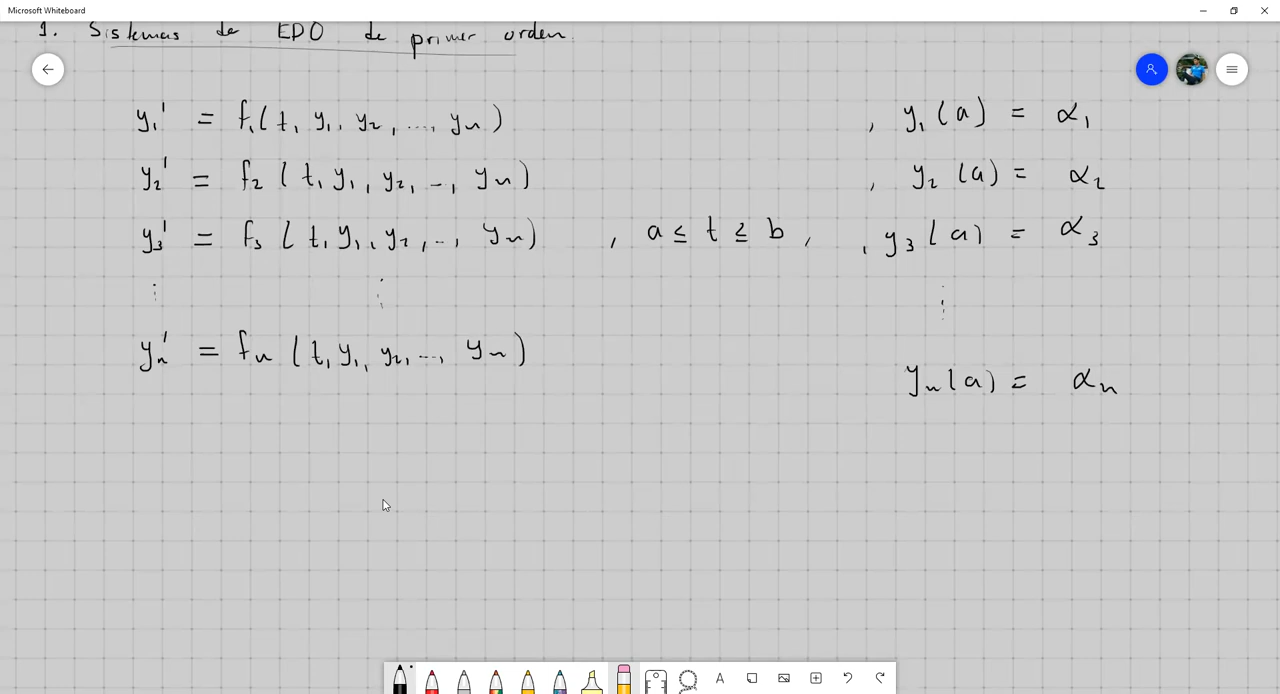 Microsoft Whiteboard
1. Sistemas de EDO de primer orden.
y₁' = f₁(t, y₁, y₂, ..., yₙ) , y₁(a) = α₁
y₂' = f₂(t, y₁, y₂, ..., yₙ) , y₂(a) = α₂
y₃' = f₃(t, y₁, y₂, ..., yₙ) , a ≤ t ≥ b , , y₃(a) = α₃
⋮ ⋮ ⋮
yₙ' = fₙ(t, y₁, y₂, ..., yₙ)
yₙ(a) = αₙ
A